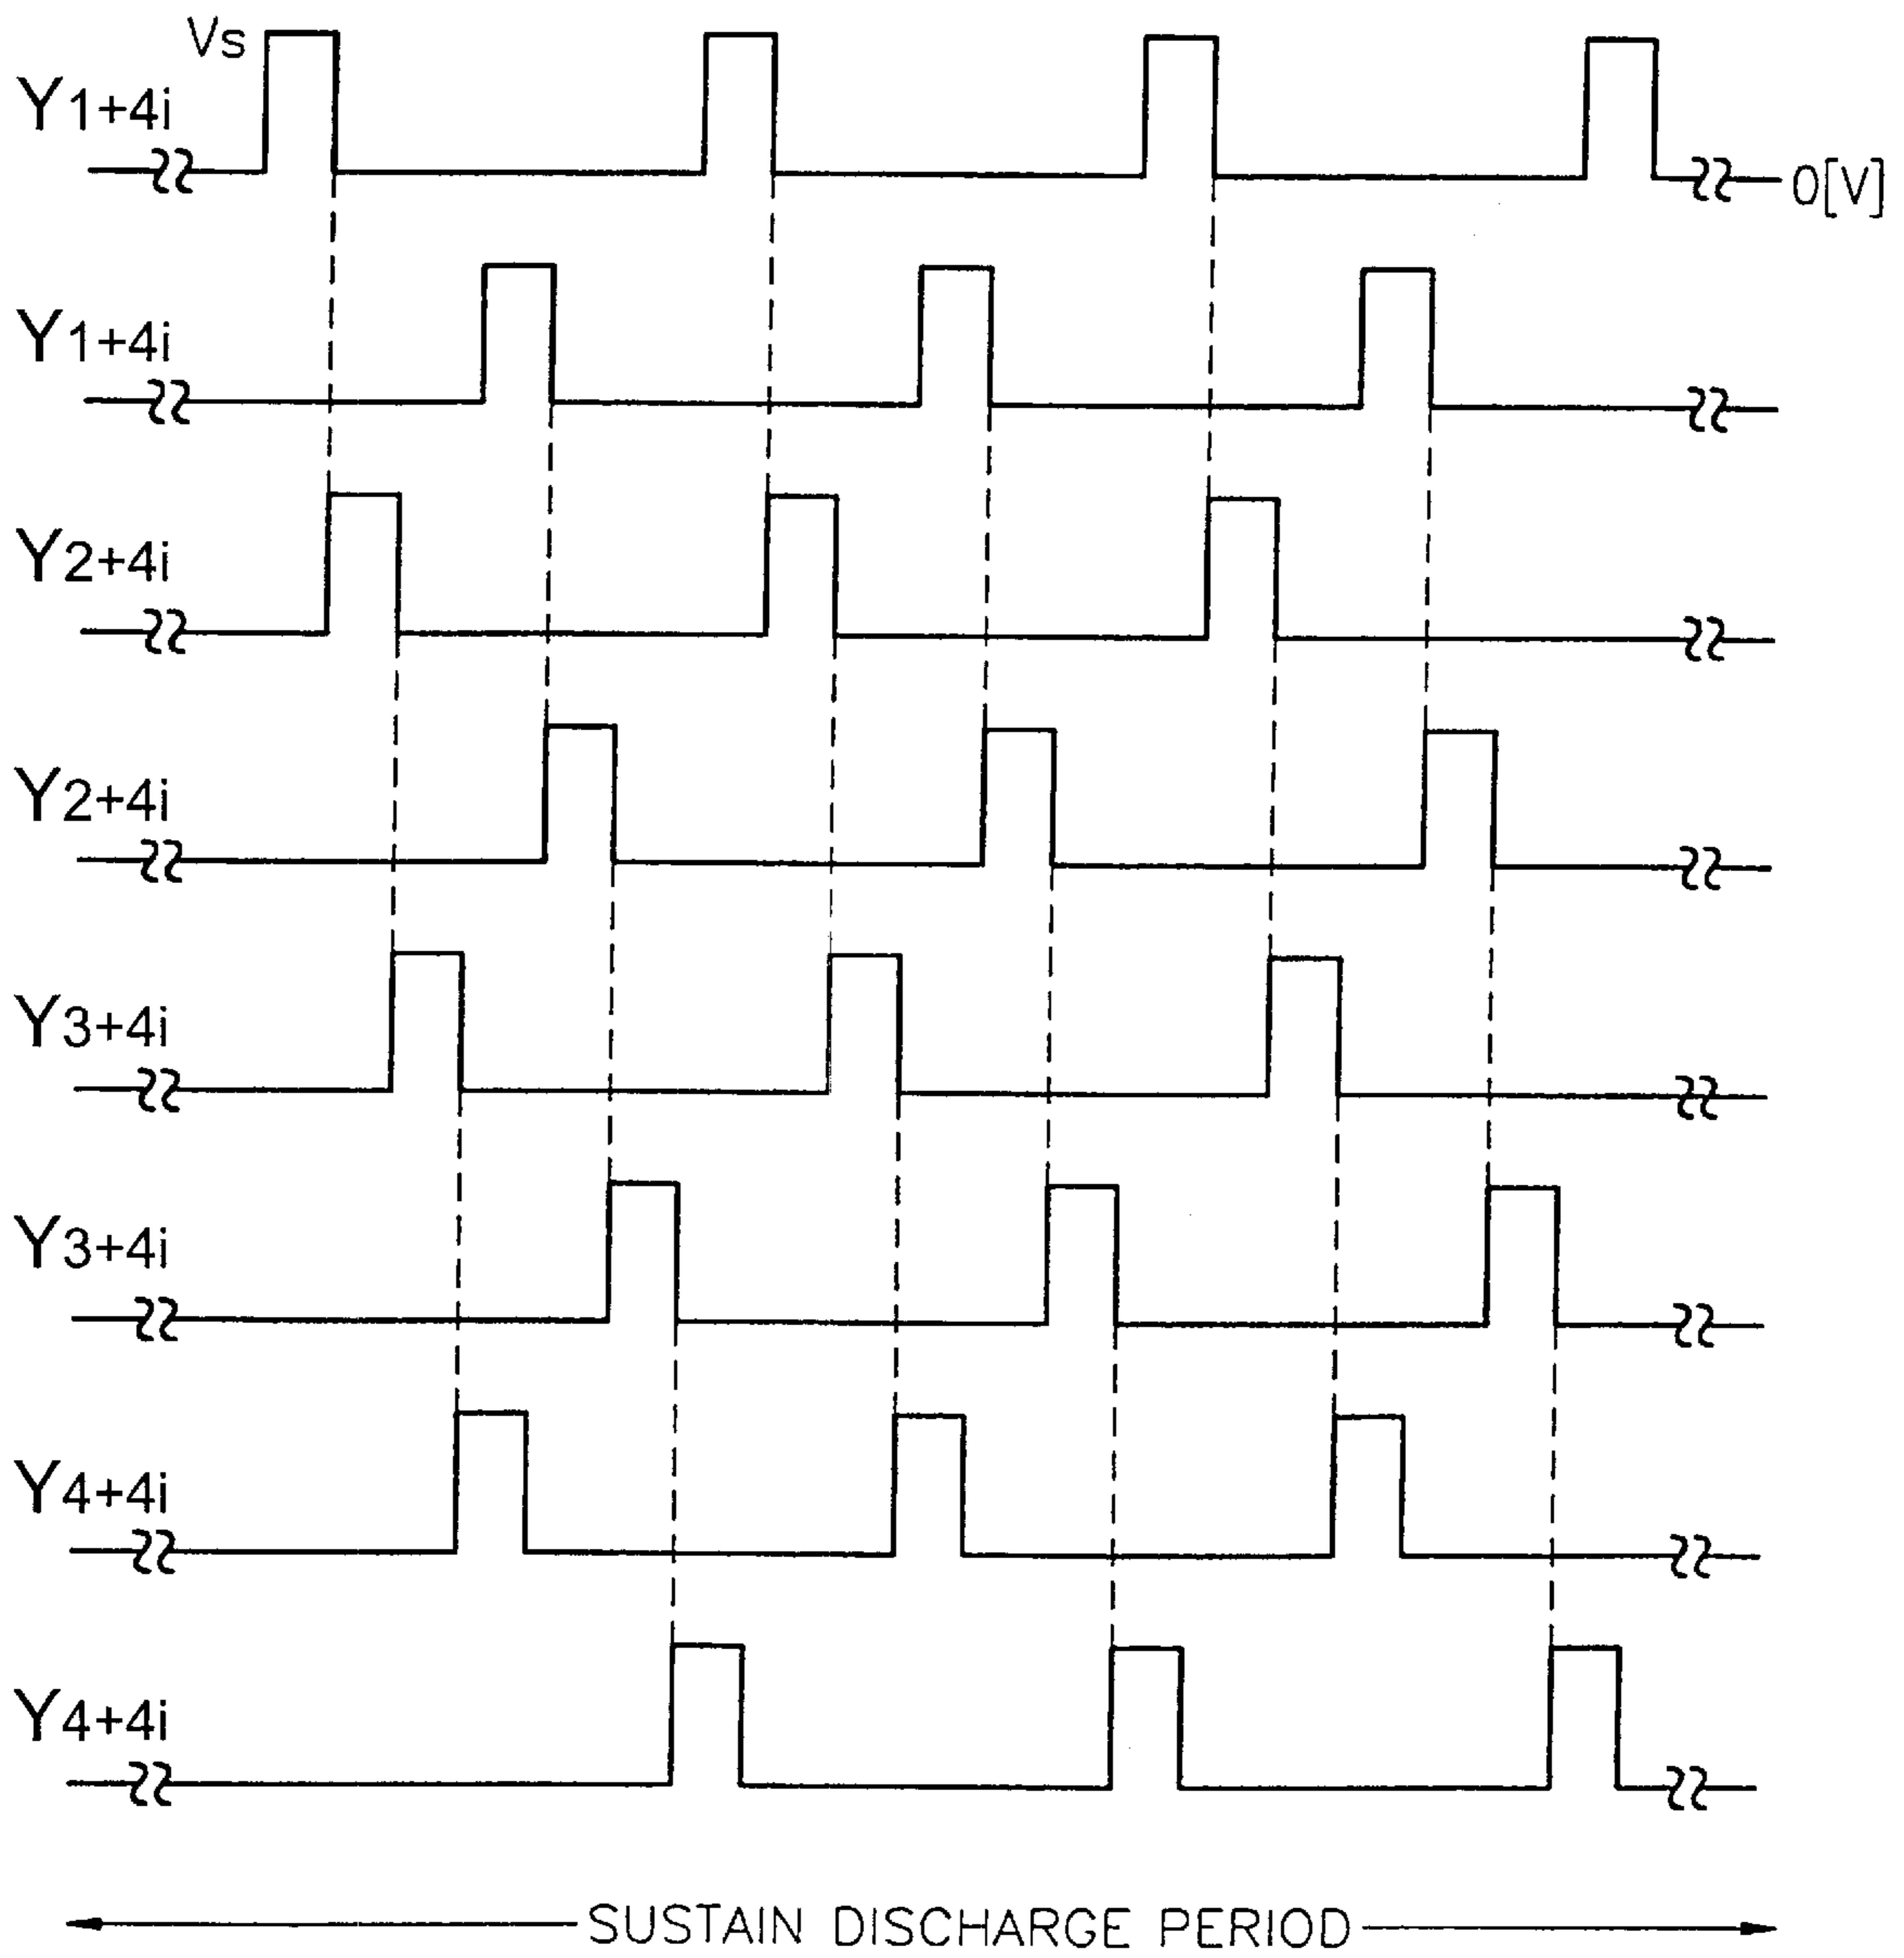 Vs
Y1+4i
0[V]
Y1+4i
Y2+4i
Y2+4i
Y3+4i
Y3+4i
Y4+4i
Y4+4i
SUSTAIN DISCHARGE PERIOD